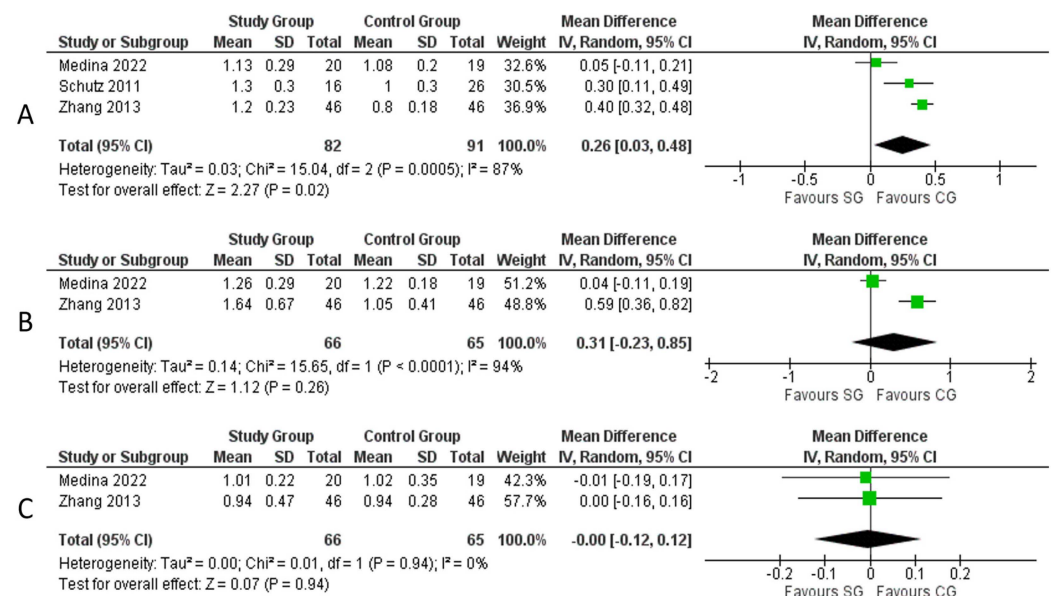 A
Study Group Control Group Mean Difference Mean Difference
Study or Subgroup Mean SD Total Mean SD Total Weight IV, Random, 95% CI IV, Random, 95% CI
Medina 2022 1.13 0.29 20 1.08 0.2 19 32.6% 0.05 [-0.11, 0.21]
Schutz 2011 1.3 0.3 16 1 0.3 26 30.5% 0.30 [0.11, 0.49]
Zhang 2013 1.2 0.23 46 0.8 0.18 46 36.9% 0.40 [0.32, 0.48]
Total (95% CI) 82 91 100.0% 0.26 [0.03, 0.48]
Heterogeneity: Tau² = 0.03; Chi² = 15.04, df = 2 (P = 0.0005); I² = 87%
Test for overall effect: Z = 2.27 (P = 0.02)
-1 -0.5 0 0.5 1
Favours SG Favours CG
B
Study Group Control Group Mean Difference Mean Difference
Study or Subgroup Mean SD Total Mean SD Total Weight IV, Random, 95% CI IV, Random, 95% CI
Medina 2022 1.26 0.29 20 1.22 0.18 19 51.2% 0.04 [-0.11, 0.19]
Zhang 2013 1.64 0.67 46 1.05 0.41 46 48.8% 0.59 [0.36, 0.82]
Total (95% CI) 66 65 100.0% 0.31 [-0.23, 0.85]
Heterogeneity: Tau² = 0.14; Chi² = 15.65, df = 1 (P < 0.0001); I² = 94%
Test for overall effect: Z = 1.12 (P = 0.26)
-2 -1 0 1 2
Favours SG Favours CG
C
Study Group Control Group Mean Difference Mean Difference
Study or Subgroup Mean SD Total Mean SD Total Weight IV, Random, 95% CI IV, Random, 95% CI
Medina 2022 1.01 0.22 20 1.02 0.35 19 42.3% -0.01 [-0.19, 0.17]
Zhang 2013 0.94 0.47 46 0.94 0.28 46 57.7% 0.00 [-0.16, 0.16]
Total (95% CI) 66 65 100.0% -0.00 [-0.12, 0.12]
Heterogeneity: Tau² = 0.00; Chi² = 0.01, df = 1 (P = 0.94); I² = 0%
Test for overall effect: Z = 0.07 (P = 0.94)
-0.2 -0.1 0 0.1 0.2
Favours SG Favours CG